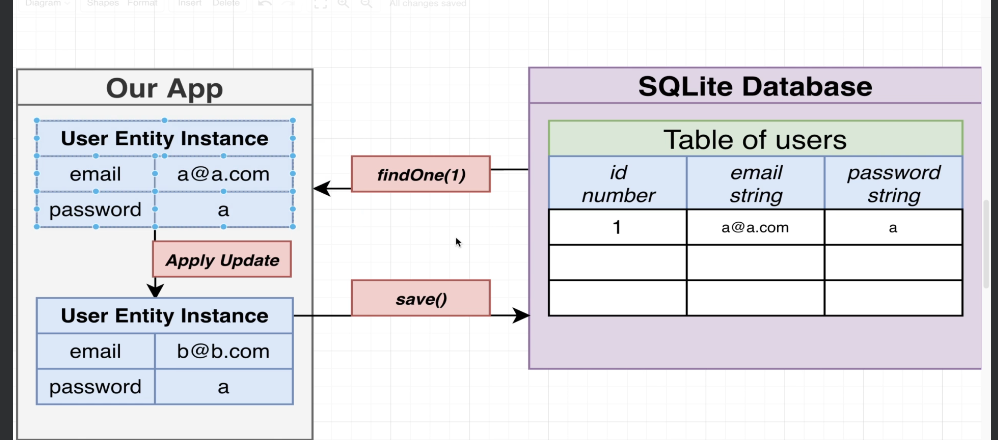 Diagram Shapes Format Insert Delete All changes saved
Our App
User Entity Instance
email a@a.com
password a
Apply Update
User Entity Instance
email b@b.com
password a
findOne(1)
save()
SQLite Database
Table of users
id email password
number string string
1 a@a.com a